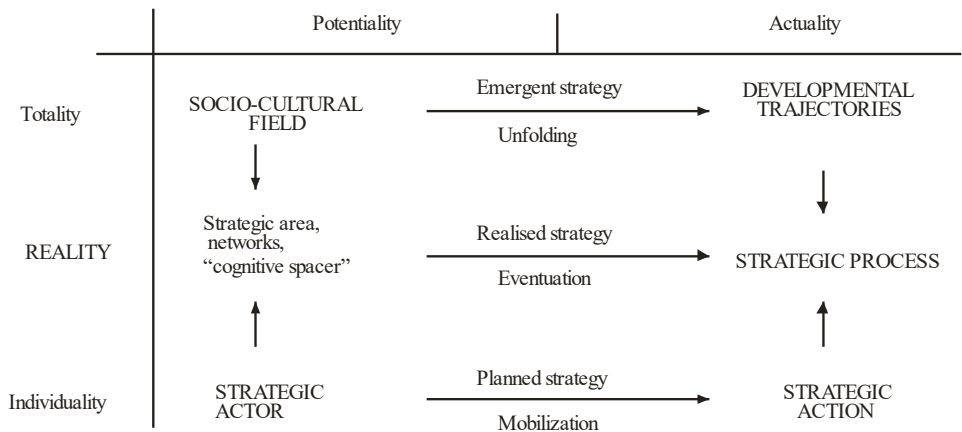 Potentiality
Actuality
Totality
SOCIO-CULTURAL
FIELD
Emergent strategy
Unfolding
DEVELOPMENTAL
TRAJECTORIES
REALITY
Strategic area,
networks,
“cognitive spacer”
Realised strategy
Eventuation
STRATEGIC PROCESS
Individuality
STRATEGIC
ACTOR
Planned strategy
Mobilization
STRATEGIC
ACTION